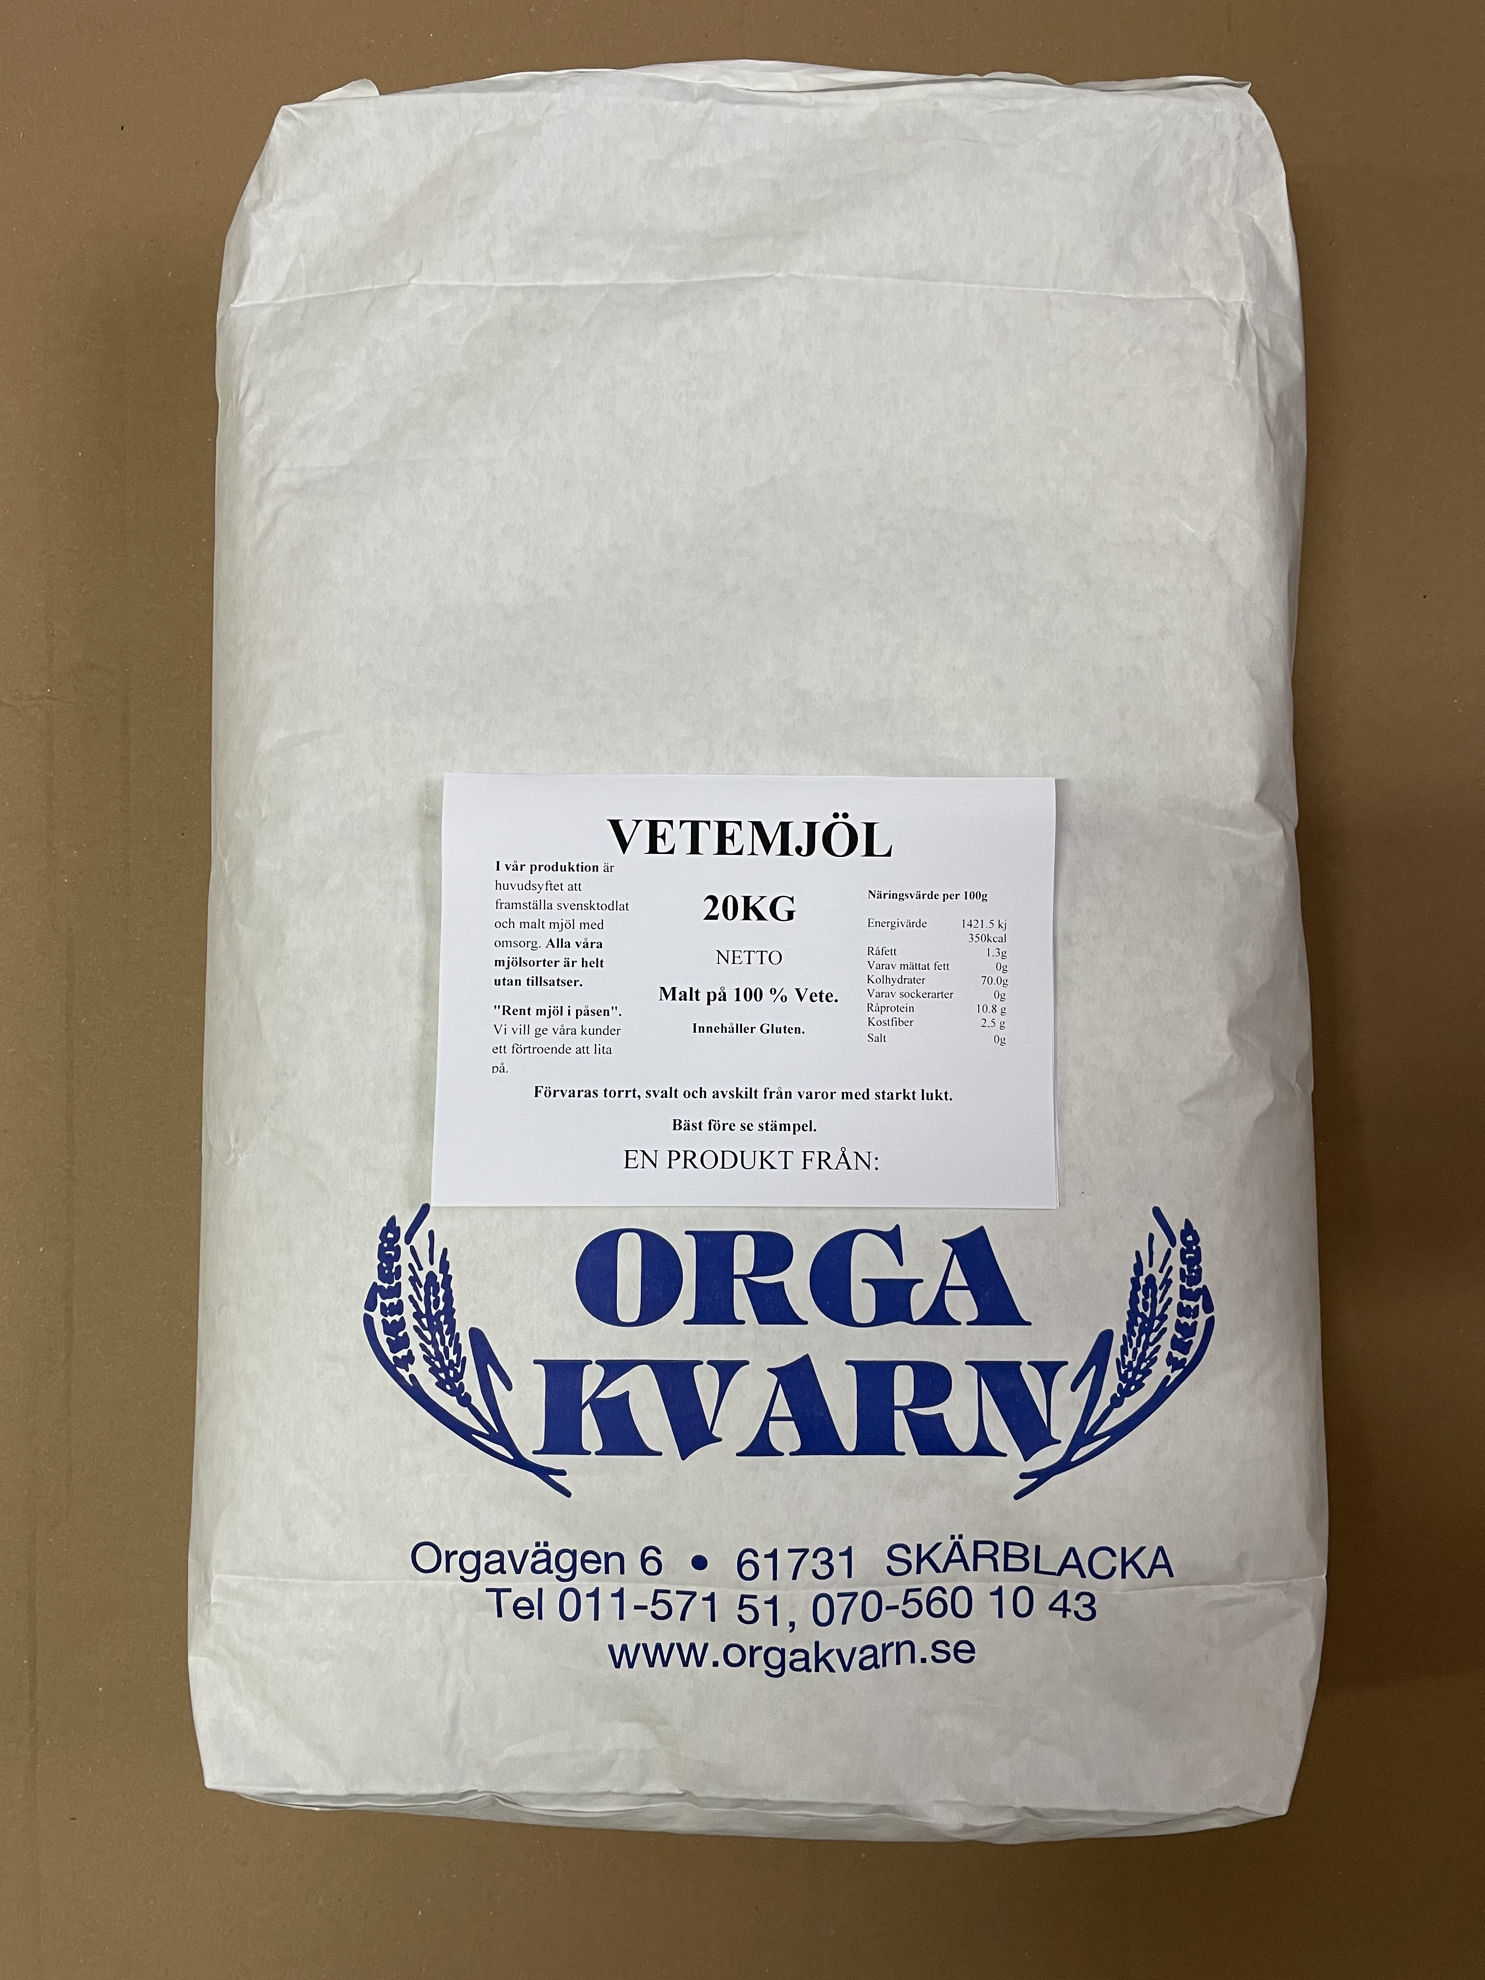 VETEMJÖL
I vår produktion är
huvudsyftet att
framställa svensktodlat
och malt mjöl med
omsorg. Alla våra
mjölsorter är helt
utan tillsatser.
"Rent mjöl i påsen".
Vi vill ge våra kunder
ett förtroende att lita
på.
20KG
NETTO
Malt på 100 % Vete.
Innehåller Gluten.
Näringsvärde per 100g
Energivärde 1421.5 kj
350kcal
Råfett 1.3g
Varav mättat fett 0g
Kolhydrater 70.0g
Varav sockerarter 0g
Råprotein 10.8 g
Kostfiber 2.5 g
Salt 0g
Förvaras torrt, svalt och avskilt från varor med starkt lukt.
Bäst före se stämpel.
EN PRODUKT FRÅN:
ORGA
KVARN
Orgavägen 6 • 61731 SKÄRBLACKA
Tel 011-571 51, 070-560 10 43
www.orgakvarn.se